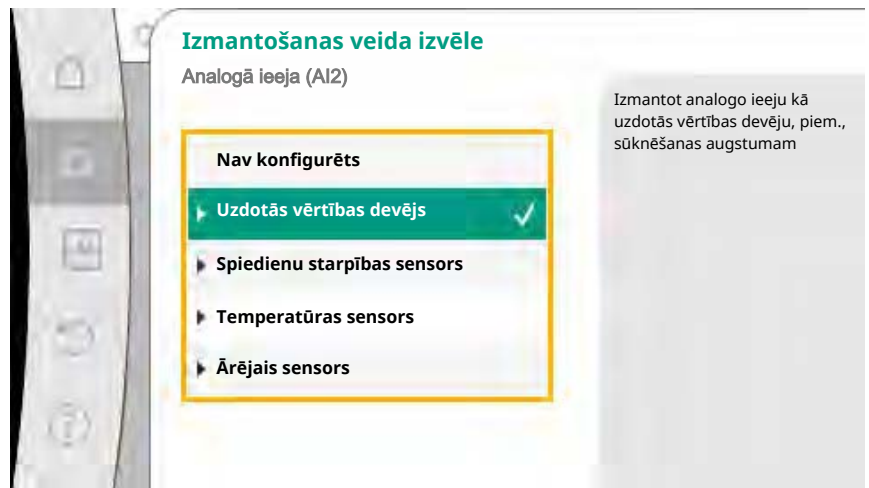 Izmantošanas veida izvēle
Analogā ieeja (AI2)
Izmantot analogo ieeju kā
uzdotās vērtības devēju, piem.,
sūknēšanas augstumam
Nav konfigurēts
Uzdotās vērtības devējs
Spiedienu starpības sensors
Temperatūras sensors
Ārējais sensors